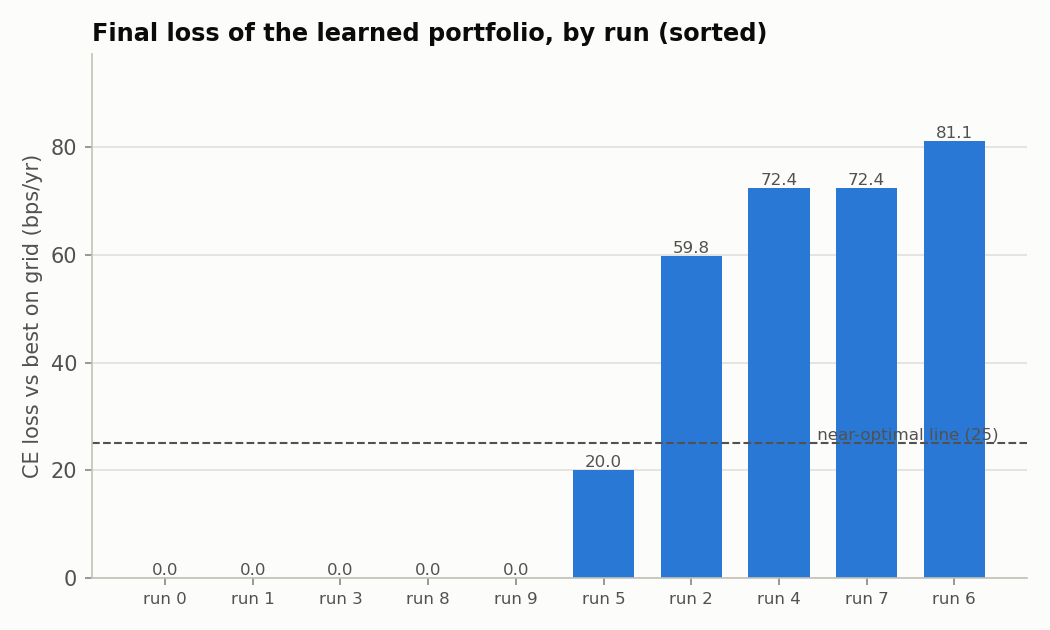 Final loss of the learned portfolio, by run (sorted)
CE loss vs best on grid (bps/yr)
80
60
40
20
0
0.0 0.0 0.0 0.0 0.0 20.0 59.8 72.4 72.4 81.1
near-optimal line (25)
run 0 run 1 run 3 run 8 run 9 run 5 run 2 run 4 run 7 run 6